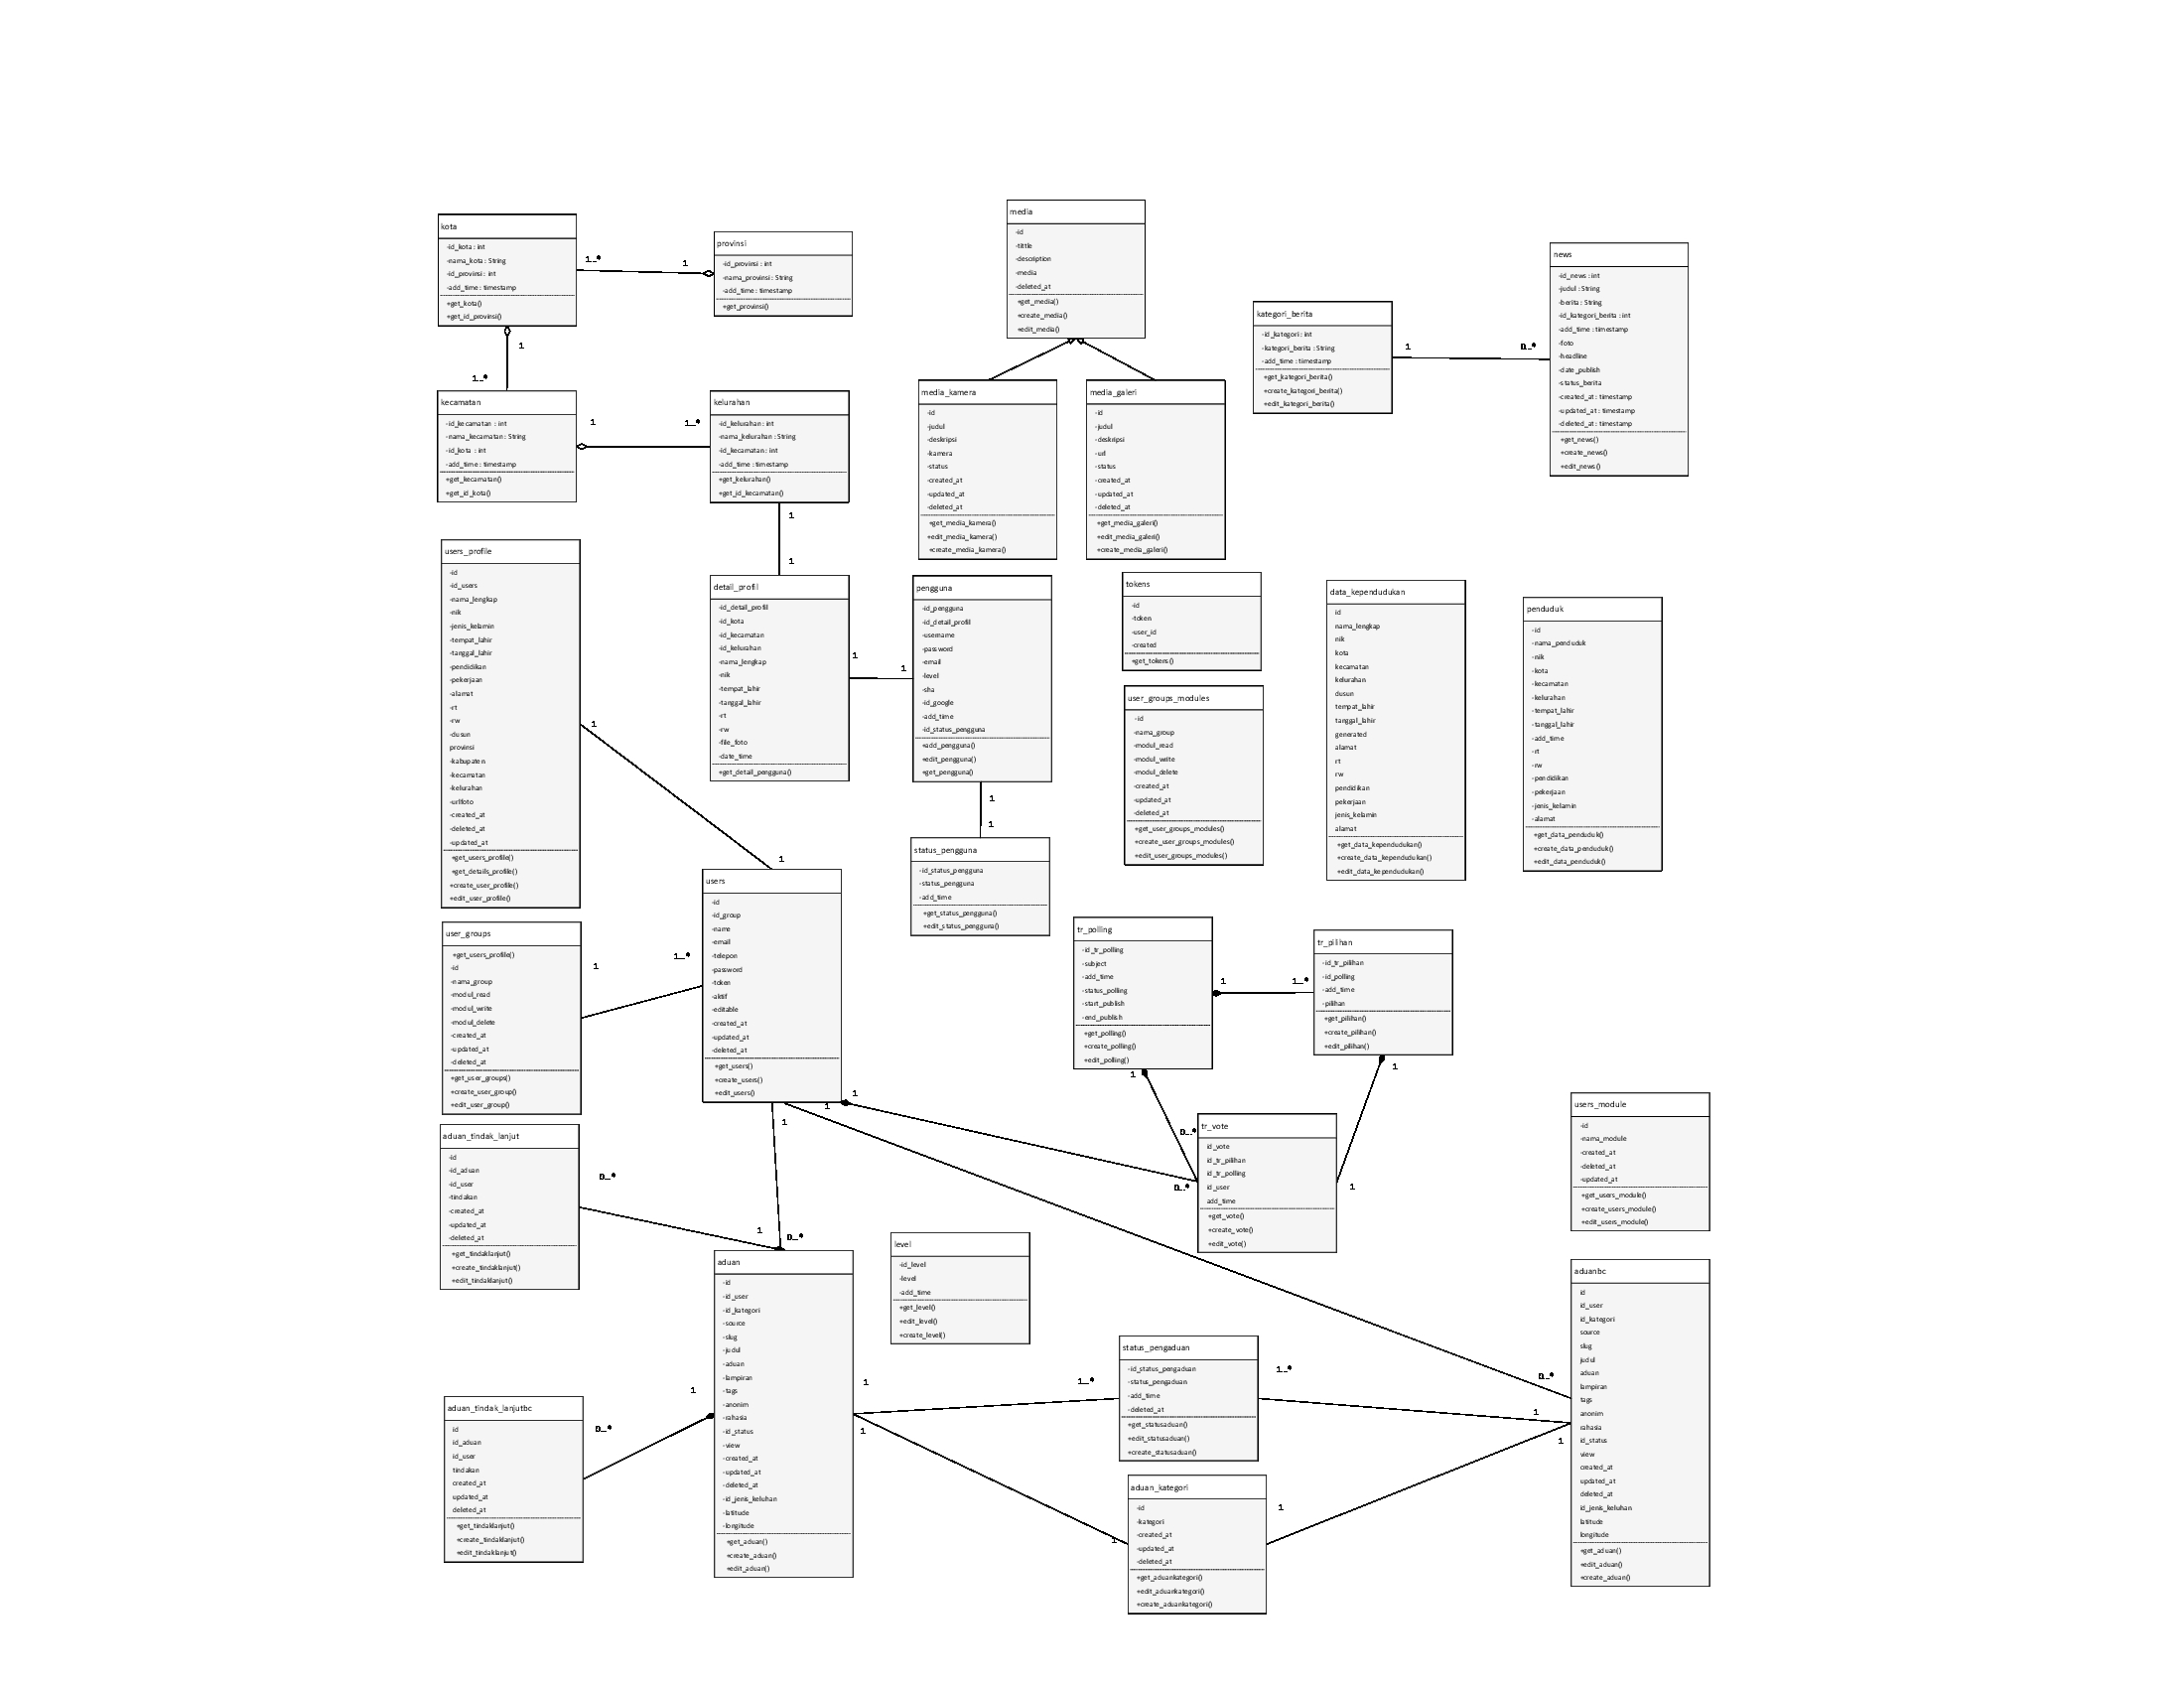 kota
-id_kota : int
-nama_kota : String
-id_provinsi : int
-add_time : timestamp
+get_kota()
+get_id_provinsi()
1..*
1
provinsi
-id_provinsi : int
-nama_provinsi : String
-add_time : timestamp
+get_provinsi()
1
1..*
kecamatan
-id_kecamatan : int
-nama_kecamatan : String
-id_kota : int
-add_time : timestamp
+get_kecamatan()
+get_id_kota()
1
1..*
kelurahan
-id_kelurahan : int
-nama_kelurahan : String
-id_kecamatan : int
-add_time : timestamp
+get_kelurahan()
+get_id_kecamatan()
1
1
media
-id
-tittle
-description
-media
-deleted_at
+get_media()
+create_media()
+edit_media()
media_kamera
-id
-judul
-deskripsi
-kamera
-status
-created_at
-updated_at
-deleted_at
+get_media_kamera()
+edit_media_kamera()
+create_media_kamera()
media_galeri
-id
-judul
-deskripsi
-url
-status
-created_at
-updated_at
-deleted_at
+get_media_galeri()
+edit_media_galeri()
+create_media_galeri()
kategori_berita
-id_kategori : int
-kategori_berita : String
-add_time : timestamp
+get_kategori_berita()
+create_kategori_berita()
+edit_kategori_berita()
1
0..*
news
-id_news : int
-judul : String
-berita : String
-id_kategori_berita : int
-add_time : timestamp
-foto
-headline
-date_publish
-status_berita
-created_at : timestamp
-updated_at : timestamp
-deleted_at : timestamp
+get_news()
+create_news()
+edit_news()
users_profile
-id
-id_users
-nama_lengkap
-nik
-jenis_kelamin
-tempat_lahir
-tanggal_lahir
-pendidikan
-pekerjaan
-alamat
-rt
-rw
-dusun
provinsi
-kabupaten
-kecamatan
-kelurahan
-urlfoto
-created_at
-deleted_at
-updated_at
+get_users_profile()
+get_details_profile()
+create_user_profile()
+edit_user_profile()
1
1
detail_profil
-id_detail_profil
-id_kota
-id_kecamatan
-id_kelurahan
-nama_lengkap
-nik
-tempat_lahir
-tanggal_lahir
-rt
-rw
-file_foto
-date_time
+get_detail_pengguna()
1
1
pengguna
-id_pengguna
-id_detail_profil
-username
-password
-email
-level
-sha
-id_google
-add_time
-id_status_pengguna
+add_pengguna()
+edit_pengguna()
+get_pengguna()
1
1
status_pengguna
-id_status_pengguna
-status_pengguna
-add_time
+get_status_pengguna()
+edit_status_pengguna()
tokens
-id
-token
-user_id
-created
+get_tokens()
user_groups_modules
-id
-nama_group
-modul_read
-modul_write
-modul_delete
-created_at
-updated_at
-deleted_at
+get_user_groups_modules()
+create_user_groups_modules()
+edit_user_groups_modules()
data_kependudukan
id
nama_lengkap
nik
kota
kecamatan
kelurahan
dusun
tempat_lahir
tanggal_lahir
generated
alamat
rt
rw
pendidikan
pekerjaan
jenis_kelamin
alamat
+get_data_kependudukan()
+create_data_kependudukan()
+edit_data_kependudukan()
penduduk
-id
-nama_penduduk
-nik
-kota
-kecamatan
-kelurahan
-tempat_lahir
-tanggal_lahir
-add_time
-rt
-rw
-pendidikan
-pekerjaan
-jenis_kelamin
-alamat
+get_data_penduduk()
+create_data_penduduk()
+edit_data_penduduk()
user_groups
+get_users_profile()
-id
-nama_group
-modul_read
-modul_write
-modul_delete
-created_at
-updated_at
-deleted_at
+get_user_groups()
+create_user_group()
+edit_user_group()
1
1..*
users
-id
-id_group
-name
-email
-telepon
-password
-token
-aktif
-editable
-created_at
-updated_at
-deleted_at
+get_users()
+create_users()
+edit_users()
1
1
1
tr_polling
-id_tr_polling
-subject
-add_time
-status_polling
-start_publish
-end_publish
+get_polling()
+create_polling()
+edit_polling()
1
1..*
tr_pilihan
-id_tr_pilihan
-id_polling
-add_time
-pilihan
+get_pilihan()
+create_pilihan()
+edit_pilihan()
1
1
0..*
0..*
1
tr_vote
id_vote
id_tr_pilihan
id_tr_polling
id_user
add_time
+get_vote()
+create_vote()
+edit_vote()
users_module
-id
-nama_module
-created_at
-deleted_at
-updated_at
+get_users_module()
+create_users_module()
+edit_users_module()
aduan_tindak_lanjut
-id
-id_aduan
-id_user
-tindakan
-created_at
-updated_at
-deleted_at
+get_tindaklanjut()
+create_tindaklanjut()
+edit_tindaklanjut()
0..*
1
0..*
aduan
-id
-id_user
-id_kategori
-source
-slug
-judul
-aduan
-lampiran
-tags
-anonim
-rahasia
-id_status
-view
-created_at
-updated_at
-deleted_at
-id_jenis_keluhan
-latitude
-longitude
+get_aduan()
+create_aduan()
+edit_aduan()
level
-id_level
-level
-add_time
+get_level()
+edit_level()
+create_level()
aduan_tindak_lanjutbc
id
id_aduan
id_user
tindakan
created_at
updated_at
deleted_at
+get_tindaklanjut()
+create_tindaklanjut()
+edit_tindaklanjut()
0..*
1
1
1
1..*
status_pengaduan
-id_status_pengaduan
-status_pengaduan
-add_time
-deleted_at
+get_statusaduan()
+edit_statusaduan()
+create_statusaduan()
1..*
1
aduan_kategori
-id
-kategori
-created_at
-updated_at
-deleted_at
+get_aduankategori()
+edit_aduankategori()
+create_aduankategori()
1
0..*
1
1
aduanbc
id
id_user
id_kategori
source
slug
judul
aduan
lampiran
tags
anonim
rahasia
id_status
view
created_at
updated_at
deleted_at
id_jenis_keluhan
latitude
longitude
+get_aduan()
+edit_aduan()
+create_aduan()